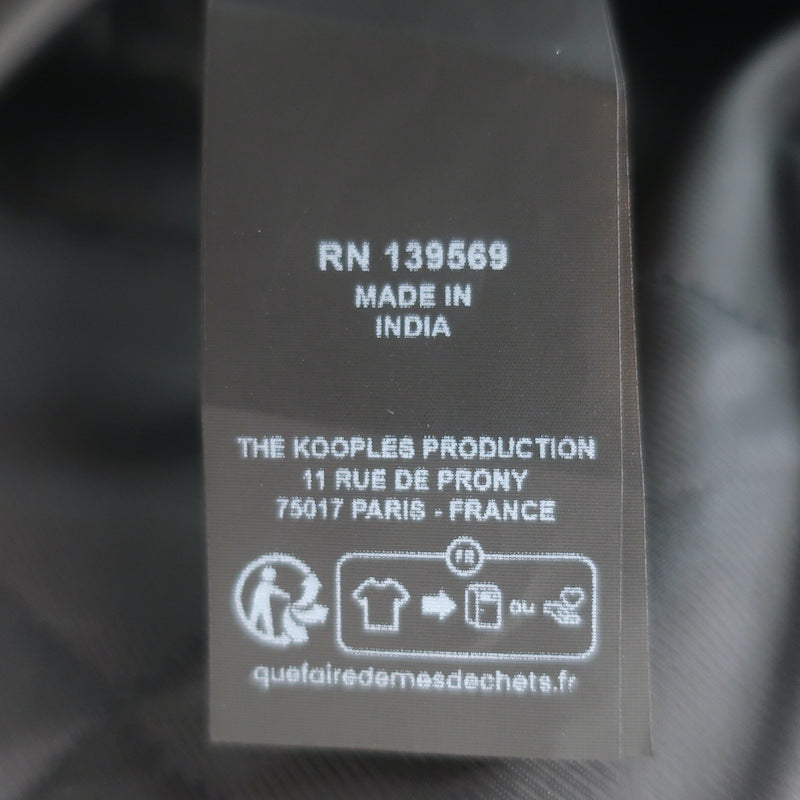 RN 139569
MADE IN
INDIA
THE KOOPLES PRODUCTION
11 RUE DE PRONY
75017 PARIS - FRANCE
FR
OU
quefairedemesdechets.fr